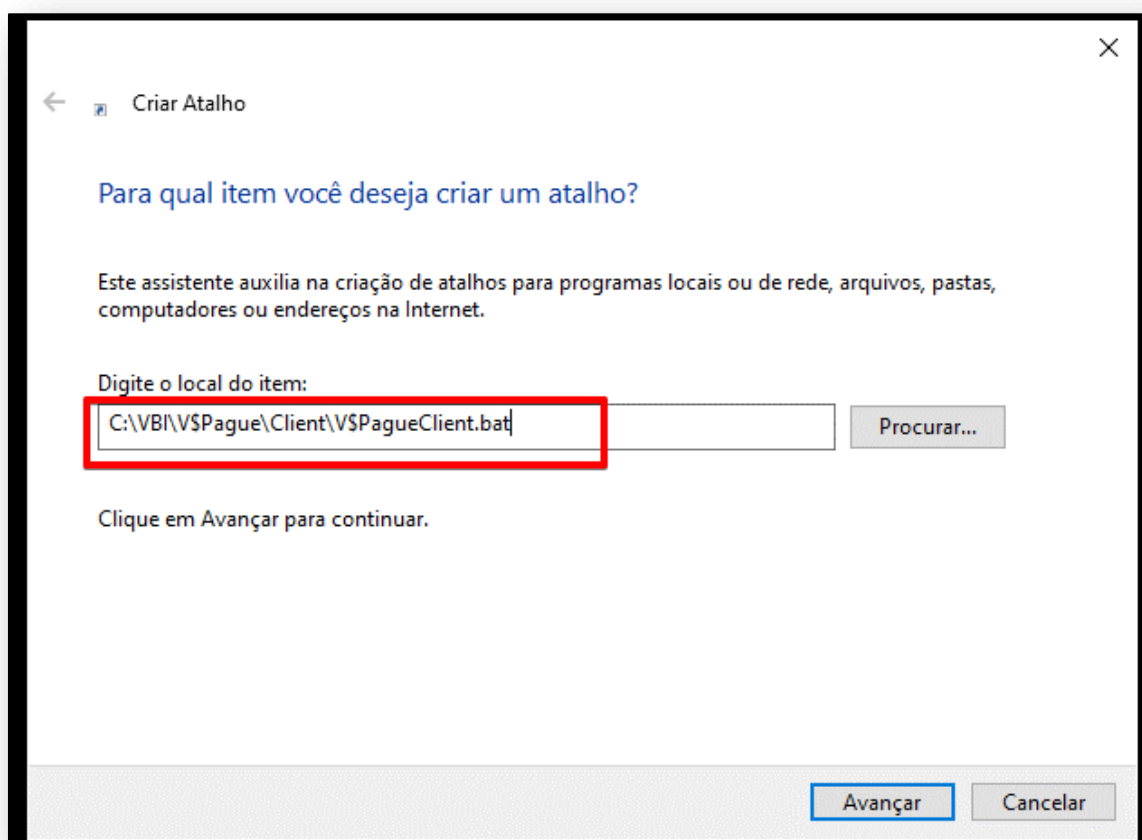 Criar Atalho
Para qual item você deseja criar um atalho?
Este assistente auxilia na criação de atalhos para programas locais ou de rede, arquivos, pastas,
computadores ou endereços na Internet.
Digite o local do item:
C:\VBI\V$Pague\Client\V$PagueClient.bat
Procurar...
Clique em Avançar para continuar.
Avançar
Cancelar